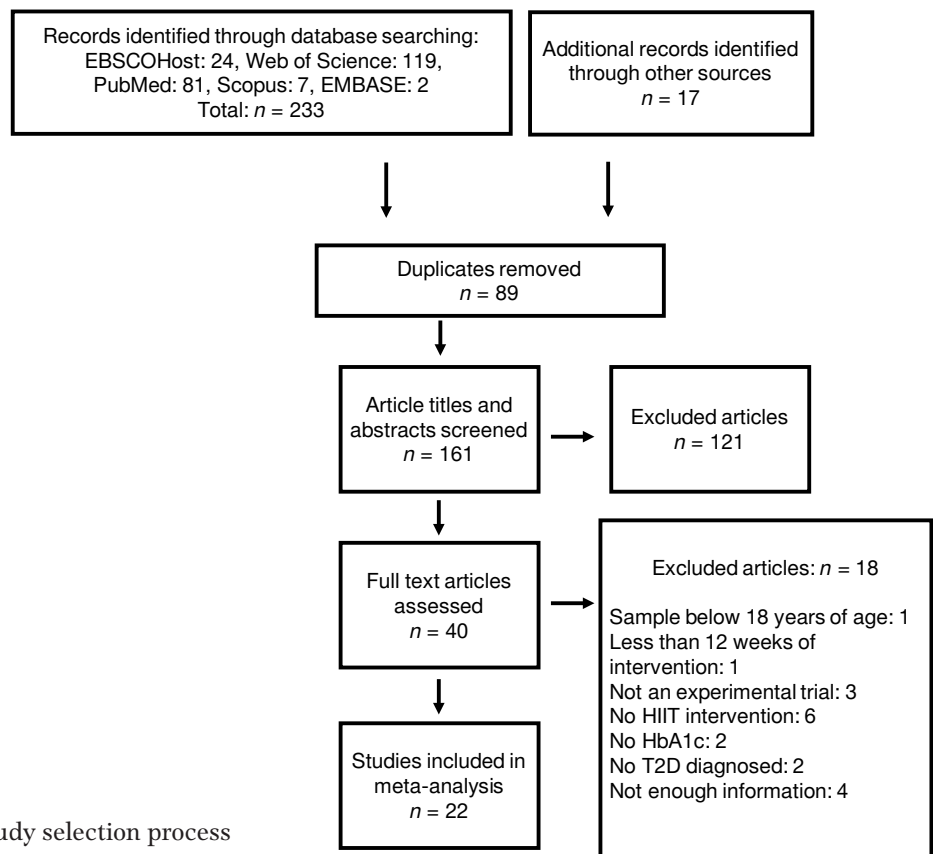 Records identified through database searching:
EBSCOHost: 24, Web of Science: 119,
PubMed: 81, Scopus: 7, EMBASE: 2
Total: n = 233
Additional records identified
through other sources
n = 17
Duplicates removed
n = 89
Article titles and
abstracts screened
n = 161
Excluded articles
n = 121
Full text articles
assessed
n = 40
Excluded articles: n = 18
Sample below 18 years of age: 1
Less than 12 weeks of
intervention: 1
Not an experimental trial: 3
No HIIT intervention: 6
No HbA1c: 2
No T2D diagnosed: 2
Not enough information: 4
Studies included in
meta-analysis
n = 22
udy selection process